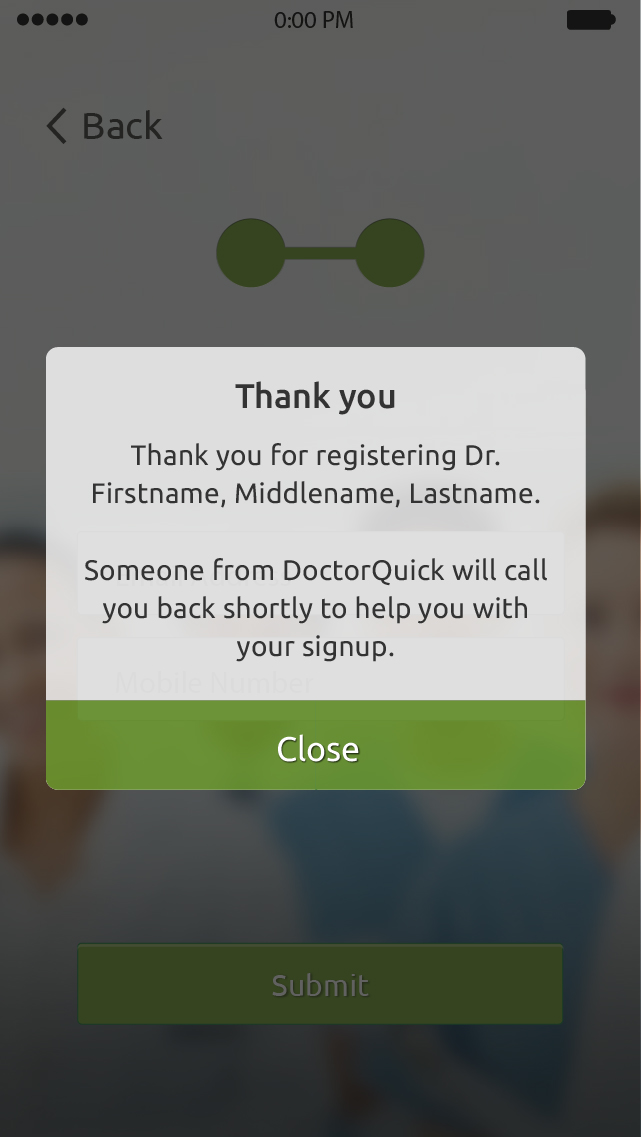 0:00 PM
Back
Thank you
Thank you for registering Dr.
Firstname, Middlename, Lastname.
Someone from DoctorQuick will call
you back shortly to help you with
your signup.
Mobile Number
Close
Submit